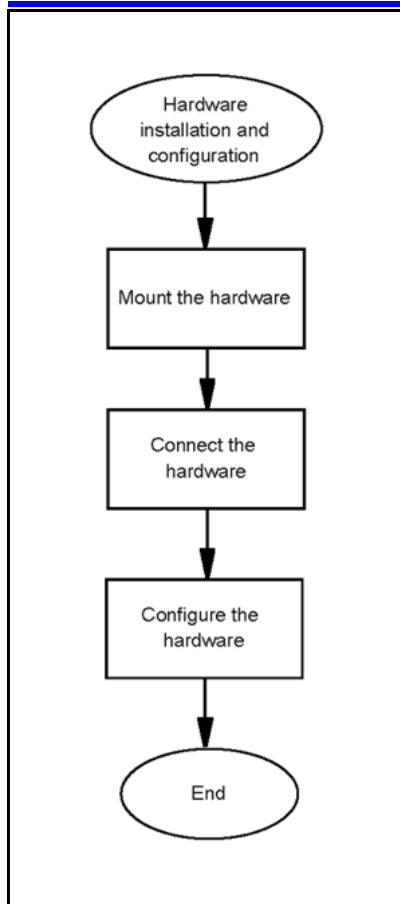 Hardware
installation and
configuration
Mount the hardware
Connect the
hardware
Configure the
hardware
End